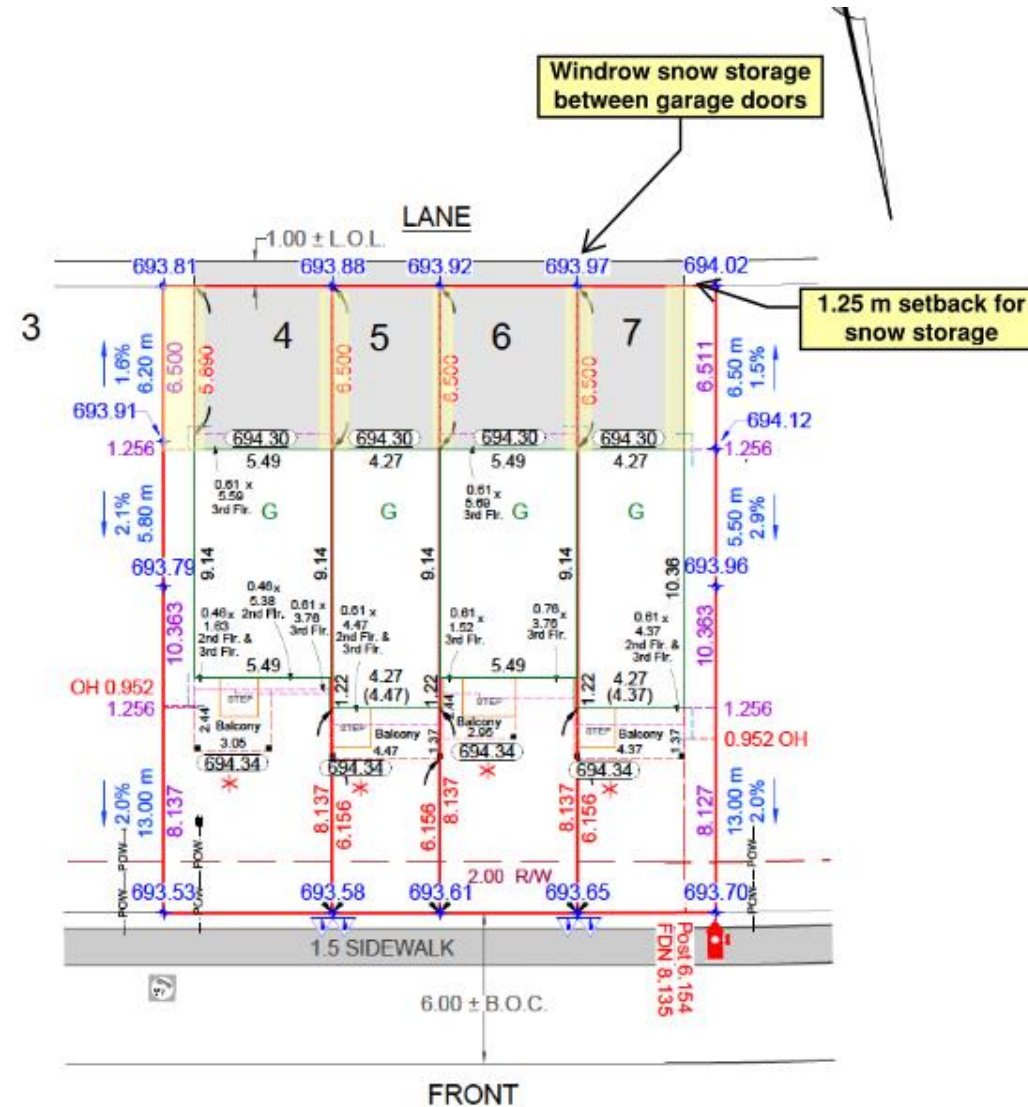 Windrow snow storage
between garage doors
LANE
1.00 ± L.O.L.
693.81
693.88
693.92
693.97
694.02
1.25 m setback for
snow storage
3
4
5
6
7
1.6%
6.20 m
6.500
5.890
6.500
6.500
6.500
6.511
6.50 m
1.5%
693.91
694.12
694.30
694.30
694.30
694.30
1.256
5.49
4.27
5.49
4.27
1.256
0.61 x
5.59
3rd Flr.
0.61 x
5.69
3rd Flr.
G
G
G
G
2.1%
5.80 m
5.50 m
2.9%
9.14
9.14
9.14
9.14
10.36
693.79
693.96
0.46 x
1.63
2nd Flr. &
3rd Flr.
0.46 x
5.38
2nd Flr.
0.61 x
3.76
3rd Flr.
0.61 x
4.47
2nd Flr. &
3rd Flr.
0.61 x
1.52
3rd Flr.
0.76 x
3.76
3rd Flr.
0.61 x
4.37
2nd Flr. &
3rd Flr.
10.363
10.363
5.49
4.27
(4.47)
5.49
4.27
(4.37)
OH 0.952
1.256
1.22
1.22
1.22
1.256
0.952 OH
2.44
STEP
Balcony
3.05
STEP
Balcony
4.47
1.37
2.44
STEP
Balcony
2.95
STEP
Balcony
4.37
1.37
694.34
694.34
694.34
694.34
2.0%
13.00 m
8.137
8.137
6.156
6.156
8.137
8.137
6.156
8.127
13.00 m
2.0%
POW
POW
POW
POW
POW
POW
2.00 R/W
693.53
693.58
693.61
693.65
693.70
1.5 SIDEWALK
Post 6.154
FDN 8.135
6.00 ± B.O.C.
FRONT